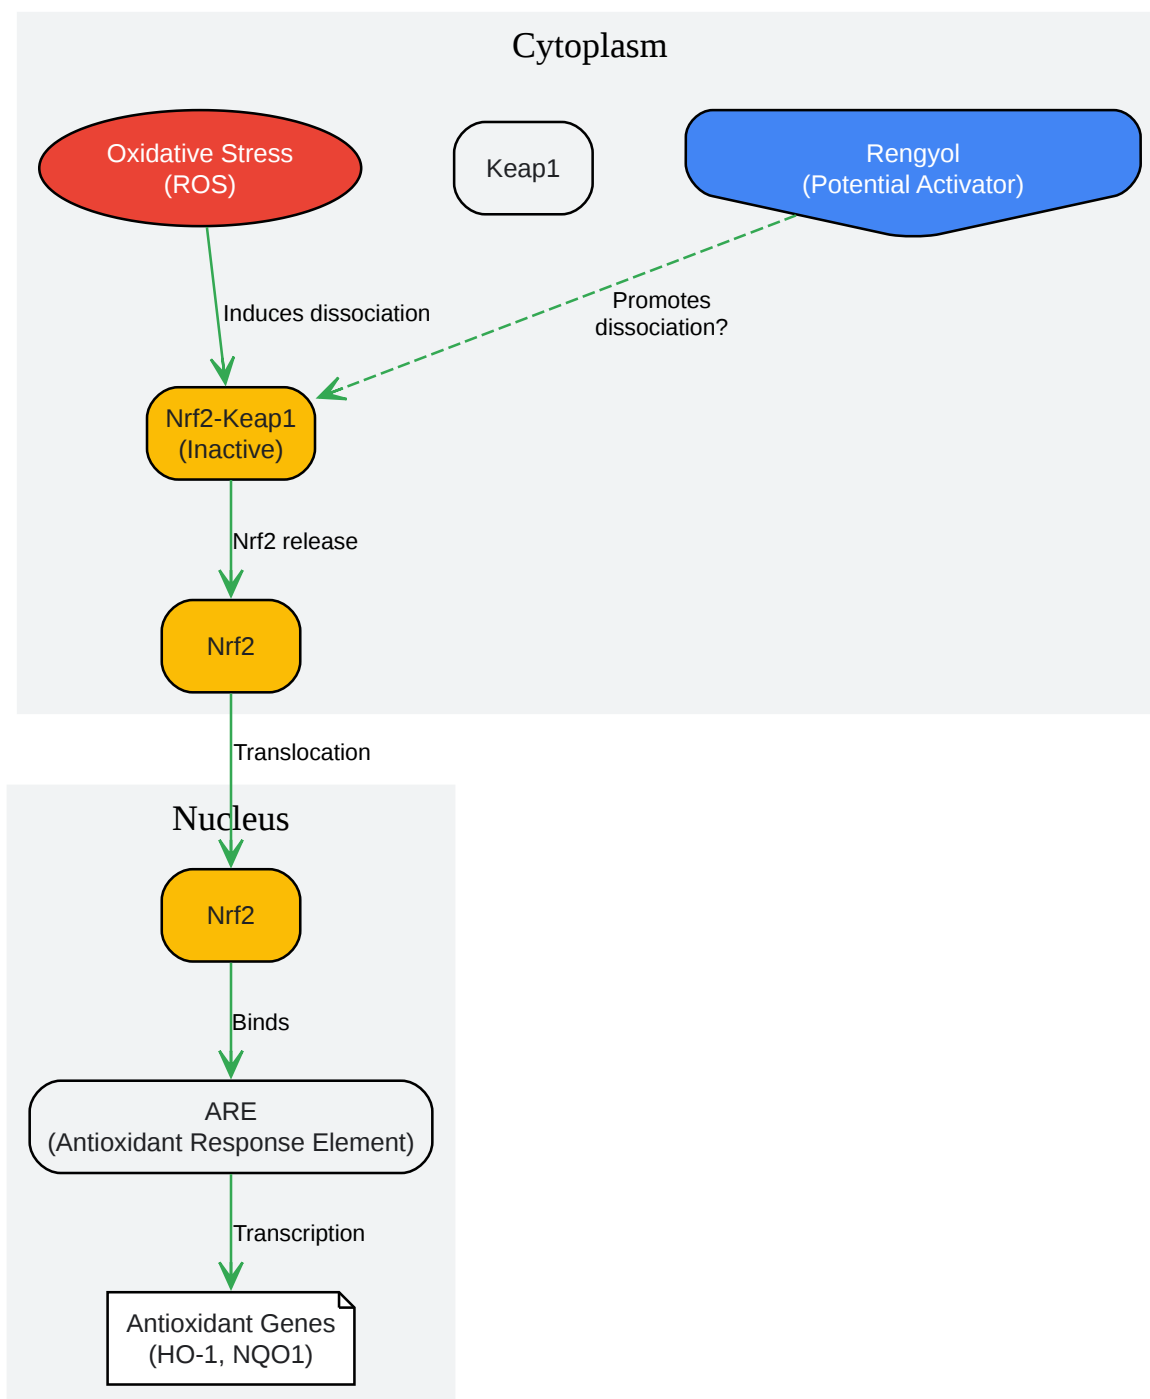 Cytoplasm
Oxidative Stress
(ROS)
Keap1
Rengyol
(Potential Activator)
Induces dissociation
Promotes
dissociation?
Nrf2-Keap1
(Inactive)
Nrf2 release
Nrf2
Translocation
Nucleus
Nrf2
Binds
ARE
(Antioxidant Response Element)
Transcription
Antioxidant Genes
(HO-1, NQO1)